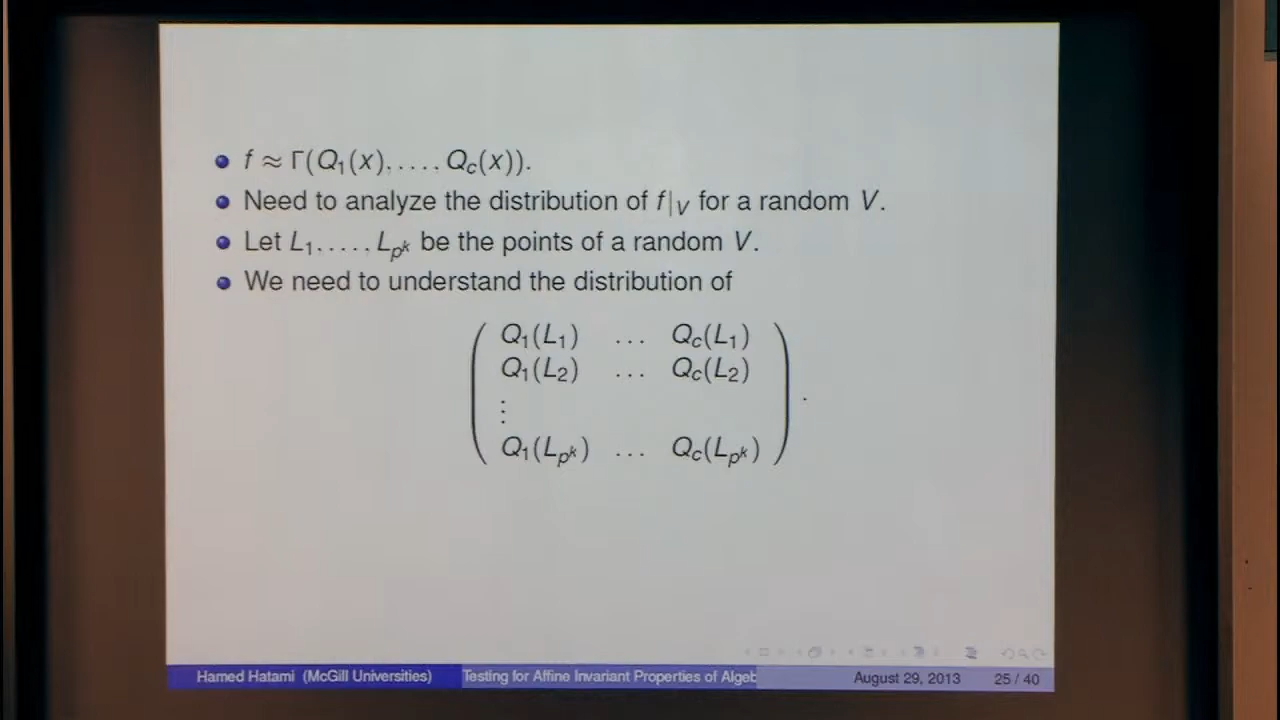 f ≈ Γ(Q₁(x), . . . , Q_c(x)).
Need to analyze the distribution of f|_V for a random V.
Let L₁, . . . , L_{p^k} be the points of a random V.
We need to understand the distribution of
Q₁(L₁) . . . Q_c(L₁)
Q₁(L₂) . . . Q_c(L₂)
⋮
Q₁(L_{p^k}) . . . Q_c(L_{p^k}) .
Hamed Hatami (McGill Universities) Testing for Affine Invariant Properties of Algeb August 29, 2013 25 / 40